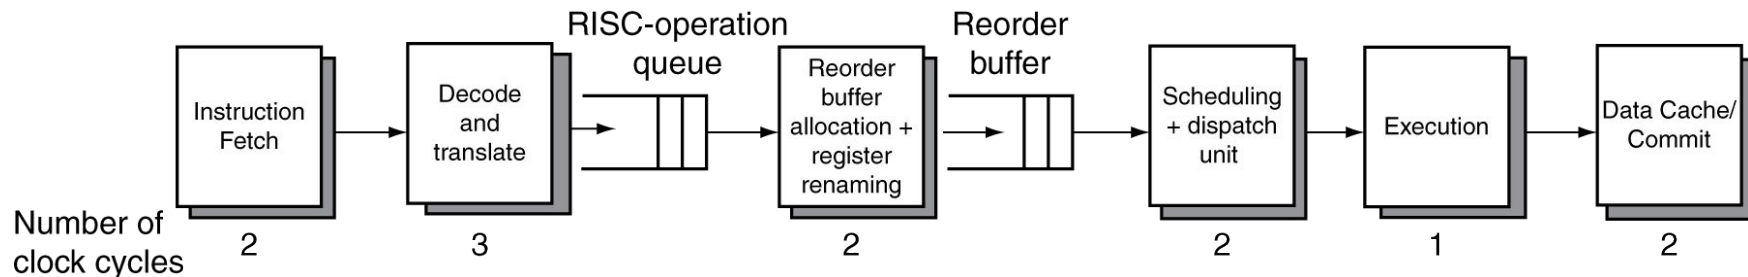 RISC-operation
queue
Reorder
buffer
Instruction
Fetch
Decode
and
translate
Reorder
buffer
allocation +
register
renaming
Scheduling
+ dispatch
unit
Execution
Data Cache/
Commit
Number of
clock cycles
2
3
2
2
1
2